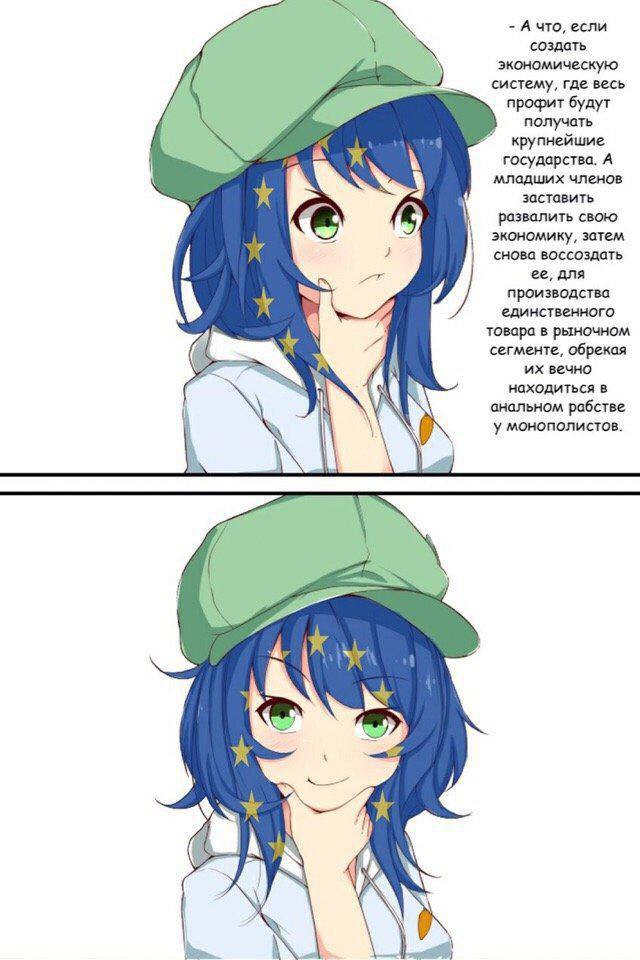 - А что, если
создать
экономическую
систему, где весь
профит будут
получать
крупнейшие
государства. А
младших членов
заставить
развалить свою
экономику, затем
снова воссоздать
ее, для
производства
единственного
товара в рыночном
сегменте, обрекая
их вечно
находиться в
анальном рабстве
у монополистов.